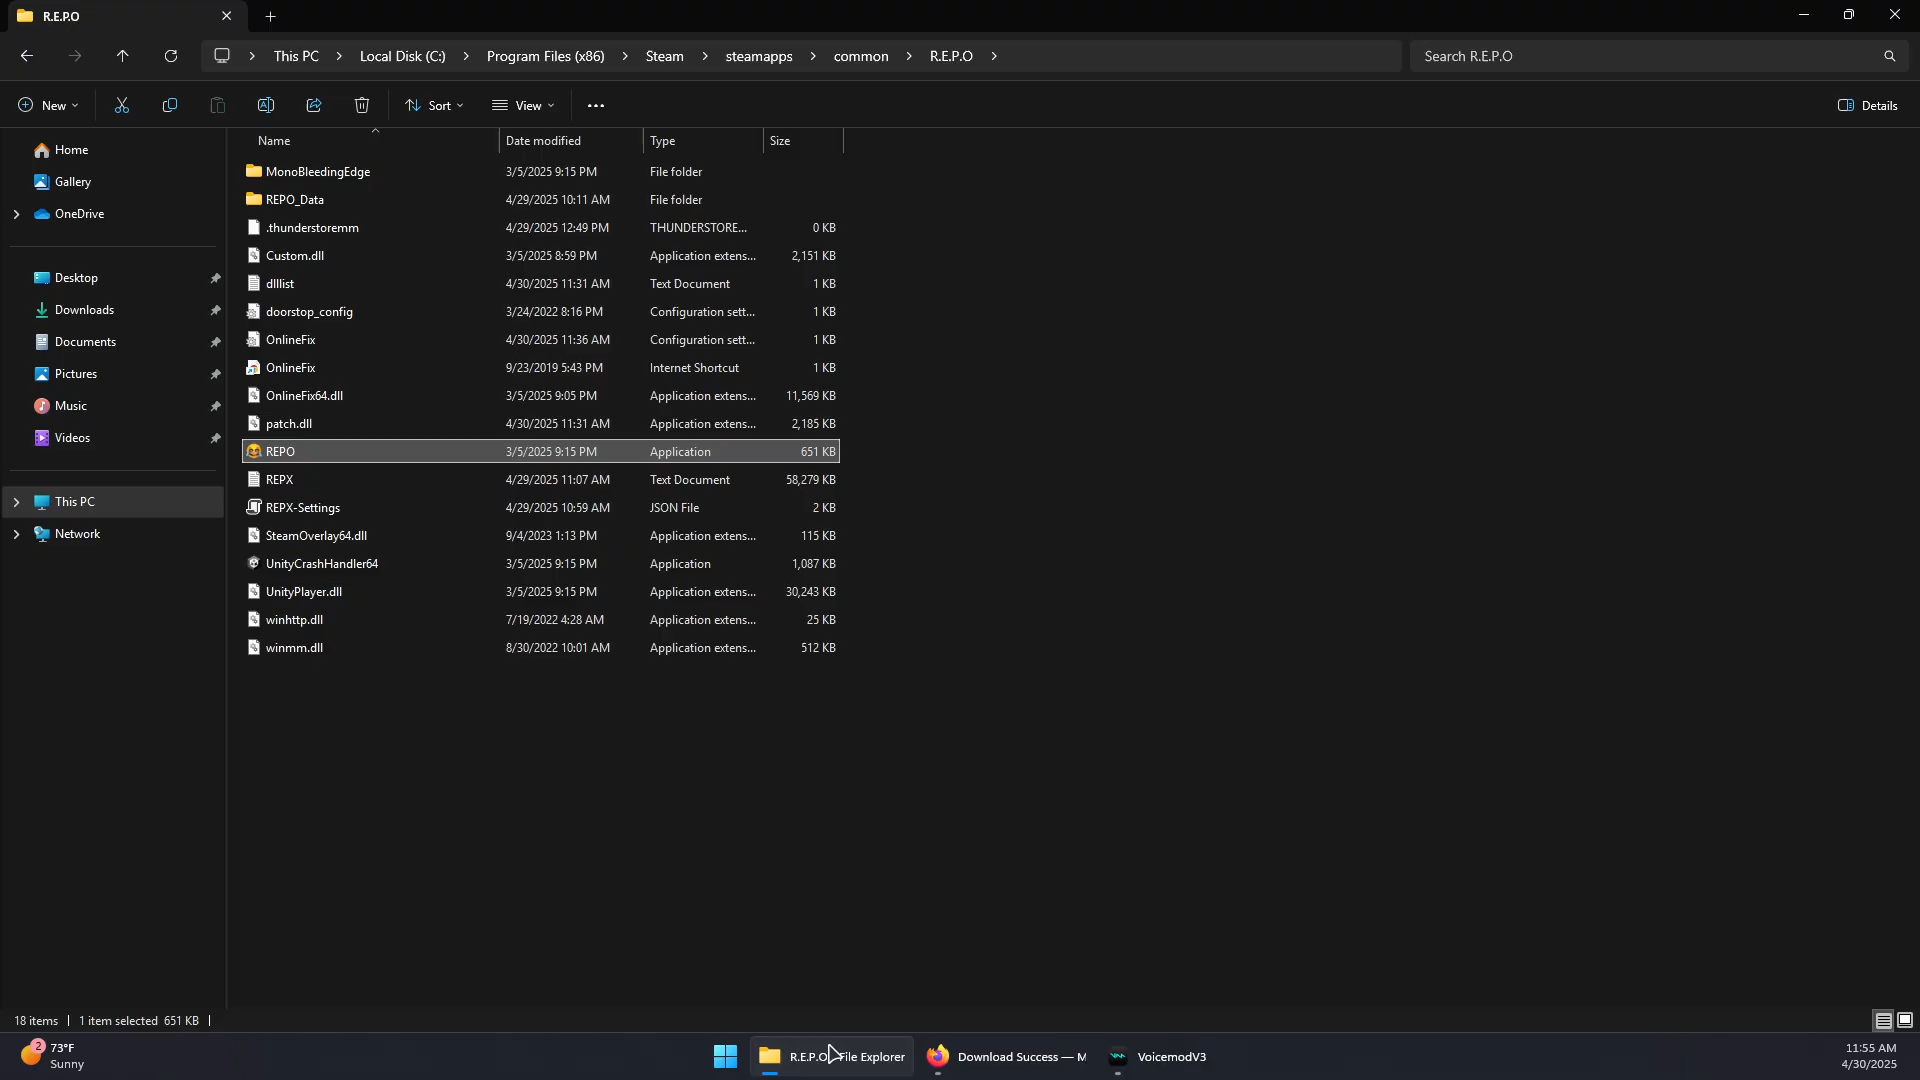 R.E.P.O
This PC > Local Disk (C:) > Program Files (x86) > Steam > steamapps > common > R.E.P.O >
Search R.E.P.O
New
Sort
View
Details
Home
Gallery
OneDrive
Desktop
Downloads
Documents
Pictures
Music
Videos
This PC
Network
Name Date modified Type Size
MonoBleedingEdge 3/5/2025 9:15 PM File folder
REPO_Data 4/29/2025 10:11 AM File folder
.thunderstoremm 4/29/2025 12:49 PM THUNDERSTORE... 0 KB
Custom.dll 3/5/2025 8:59 PM Application extens... 2,151 KB
dlllist 4/30/2025 11:31 AM Text Document 1 KB
doorstop_config 3/24/2022 8:16 PM Configuration sett... 1 KB
OnlineFix 4/30/2025 11:36 AM Configuration sett... 1 KB
OnlineFix 9/23/2019 5:43 PM Internet Shortcut 1 KB
OnlineFix64.dll 3/5/2025 9:05 PM Application extens... 11,569 KB
patch.dll 4/30/2025 11:31 AM Application extens... 2,185 KB
REPO 3/5/2025 9:15 PM Application 651 KB
REPX 4/29/2025 11:07 AM Text Document 58,279 KB
REPX-Settings 4/29/2025 10:59 AM JSON File 2 KB
SteamOverlay64.dll 9/4/2023 1:13 PM Application extens... 115 KB
UnityCrashHandler64 3/5/2025 9:15 PM Application 1,087 KB
UnityPlayer.dll 3/5/2025 9:15 PM Application extens... 30,243 KB
winhttp.dll 7/19/2022 4:28 AM Application extens... 25 KB
winmm.dll 8/30/2022 10:01 AM Application extens... 512 KB
18 items | 1 item selected 651 KB |
2
73°F
Sunny
R.E.P.O File Explorer
Download Success — M
VoicemodV3
11:55 AM
4/30/2025